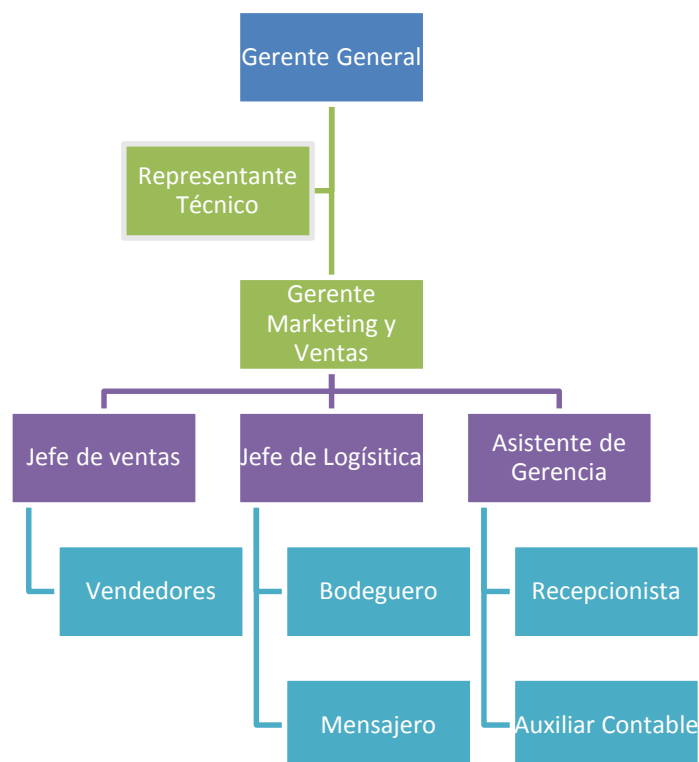 Gerente General
Representante
Técnico
Gerente
Marketing y
Ventas
Jefe de ventas
Jefe de Logísitica
Asistente de
Gerencia
Vendedores
Bodeguero
Recepcionista
Mensajero
Auxiliar Contable